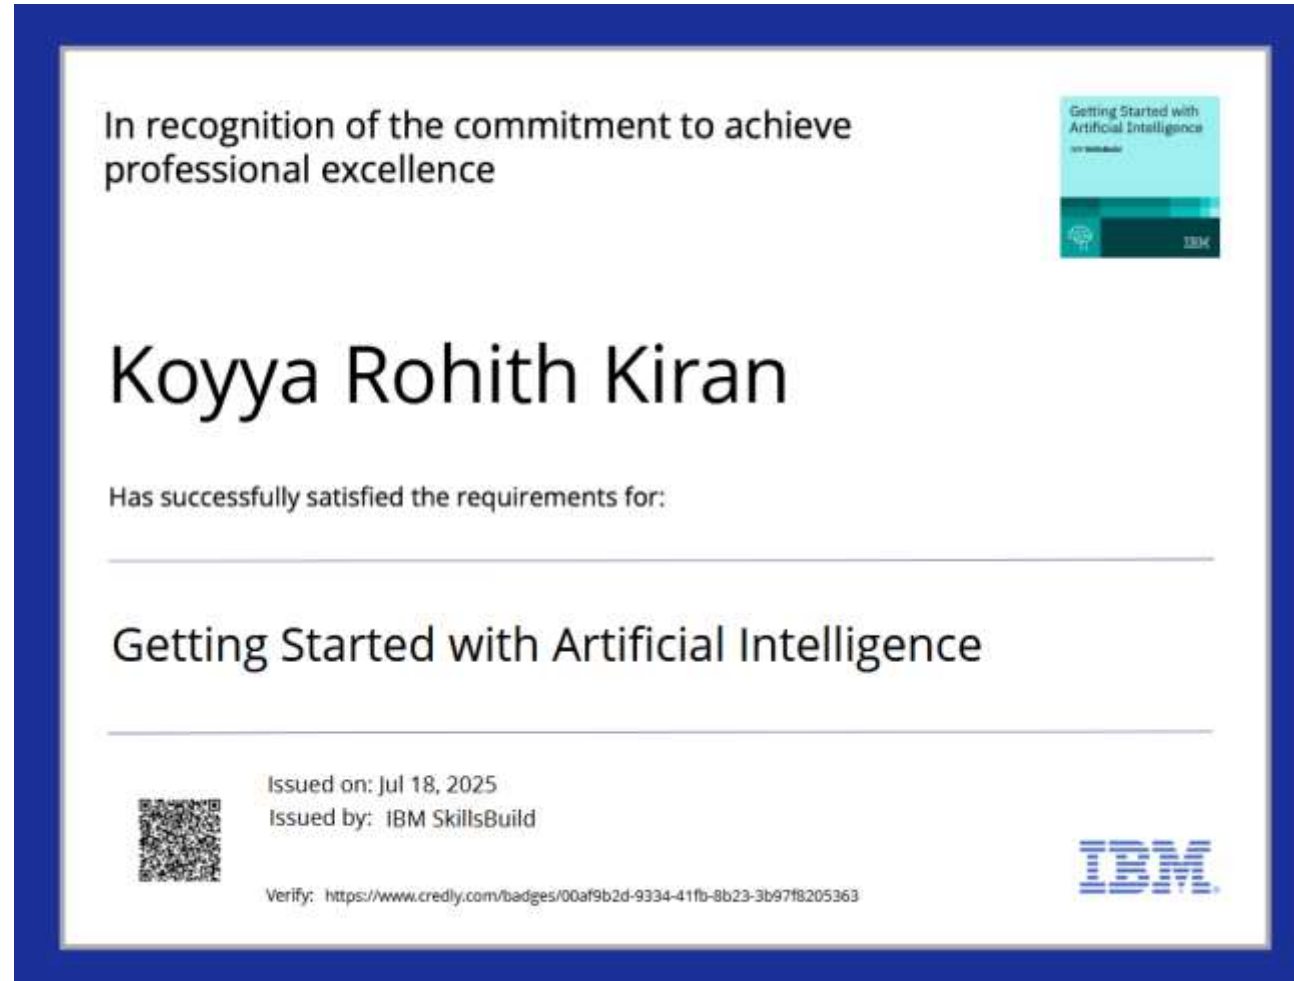 In recognition of the commitment to achieve
professional excellence
Getting Started with
Artificial Intelligence
IBM SkillsBuild
IBM
Koyya Rohith Kiran
Has successfully satisfied the requirements for:
Getting Started with Artificial Intelligence
Issued on: Jul 18, 2025
Issued by: IBM SkillsBuild
Verify: https://www.credly.com/badges/00af9b2d-9334-41fb-8b23-3b97f8205363
IBM.